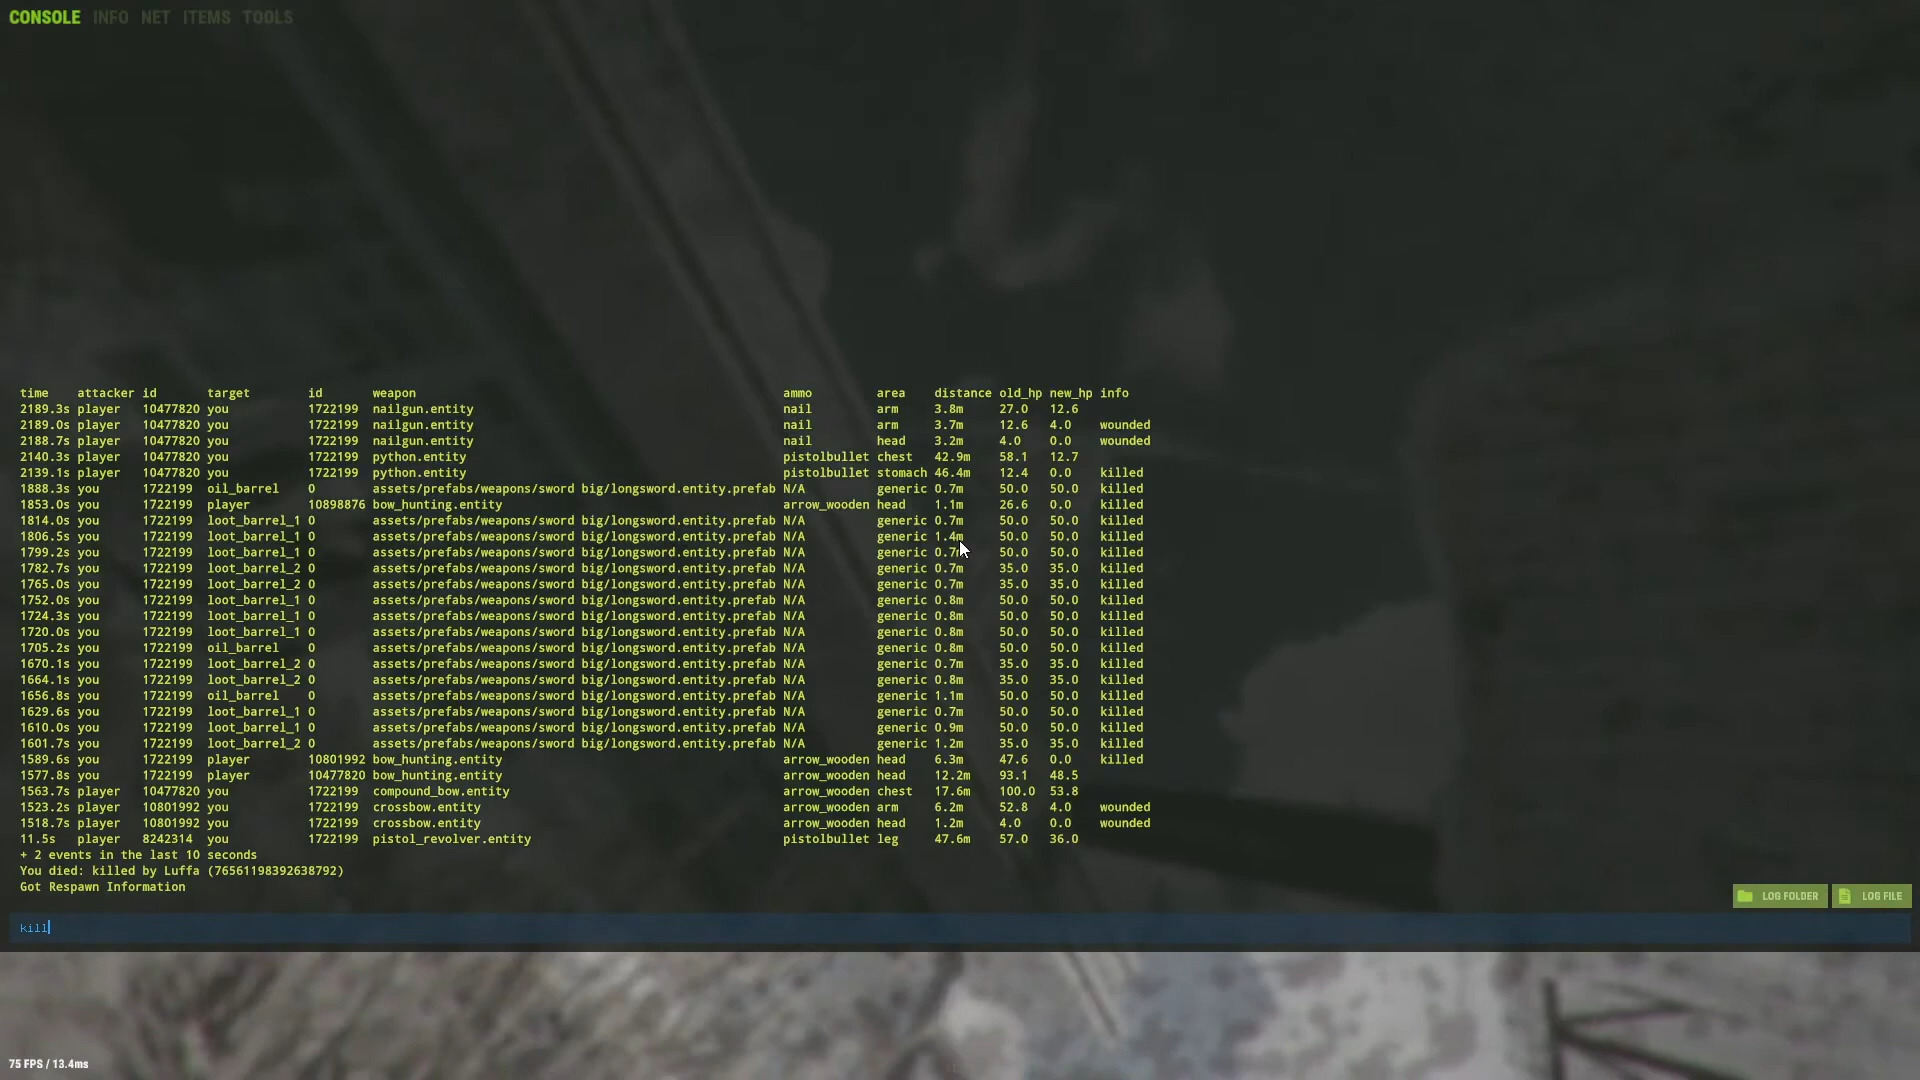 CONSOLE INFO NET ITEMS TOOLS
time attacker id target id weapon ammo area distance old_hp new_hp info
2189.3s player 10477820 you 1722199 nailgun.entity nail arm 3.8m 27.0 12.6
2189.0s player 10477820 you 1722199 nailgun.entity nail arm 3.7m 12.6 4.0 wounded
2188.7s player 10477820 you 1722199 nailgun.entity nail head 3.2m 4.0 0.0 wounded
2140.3s player 10477820 you 1722199 python.entity pistolbullet chest 42.9m 58.1 12.7
2139.1s player 10477820 you 1722199 python.entity pistolbullet stomach 46.4m 12.4 0.0 killed
1888.3s you 1722199 oil_barrel 0 assets/prefabs/weapons/sword big/longsword.entity.prefab N/A generic 0.7m 50.0 50.0 killed
1853.0s you 1722199 player 10898876 bow_hunting.entity arrow_wooden head 1.1m 26.6 0.0 killed
1814.0s you 1722199 loot_barrel_1 0 assets/prefabs/weapons/sword big/longsword.entity.prefab N/A generic 0.7m 50.0 50.0 killed
1806.5s you 1722199 loot_barrel_1 0 assets/prefabs/weapons/sword big/longsword.entity.prefab N/A generic 1.4m 50.0 50.0 killed
1799.2s you 1722199 loot_barrel_1 0 assets/prefabs/weapons/sword big/longsword.entity.prefab N/A generic 0.7m 50.0 50.0 killed
1782.7s you 1722199 loot_barrel_2 0 assets/prefabs/weapons/sword big/longsword.entity.prefab N/A generic 0.7m 35.0 35.0 killed
1765.0s you 1722199 loot_barrel_2 0 assets/prefabs/weapons/sword big/longsword.entity.prefab N/A generic 0.7m 35.0 35.0 killed
1752.0s you 1722199 loot_barrel_1 0 assets/prefabs/weapons/sword big/longsword.entity.prefab N/A generic 0.8m 50.0 50.0 killed
1724.3s you 1722199 loot_barrel_1 0 assets/prefabs/weapons/sword big/longsword.entity.prefab N/A generic 0.8m 50.0 50.0 killed
1720.0s you 1722199 loot_barrel_1 0 assets/prefabs/weapons/sword big/longsword.entity.prefab N/A generic 0.8m 50.0 50.0 killed
1705.2s you 1722199 oil_barrel 0 assets/prefabs/weapons/sword big/longsword.entity.prefab N/A generic 0.8m 50.0 50.0 killed
1670.1s you 1722199 loot_barrel_2 0 assets/prefabs/weapons/sword big/longsword.entity.prefab N/A generic 0.7m 35.0 35.0 killed
1664.1s you 1722199 loot_barrel_2 0 assets/prefabs/weapons/sword big/longsword.entity.prefab N/A generic 0.8m 35.0 35.0 killed
1656.8s you 1722199 oil_barrel 0 assets/prefabs/weapons/sword big/longsword.entity.prefab N/A generic 1.1m 50.0 50.0 killed
1629.6s you 1722199 loot_barrel_1 0 assets/prefabs/weapons/sword big/longsword.entity.prefab N/A generic 0.7m 50.0 50.0 killed
1610.0s you 1722199 loot_barrel_1 0 assets/prefabs/weapons/sword big/longsword.entity.prefab N/A generic 0.9m 50.0 50.0 killed
1601.7s you 1722199 loot_barrel_2 0 assets/prefabs/weapons/sword big/longsword.entity.prefab N/A generic 1.2m 35.0 35.0 killed
1589.6s you 1722199 player 10801992 bow_hunting.entity arrow_wooden head 6.3m 47.6 0.0 killed
1577.8s you 1722199 player 10477820 bow_hunting.entity arrow_wooden head 12.2m 93.1 48.5
1563.7s player 10477820 you 1722199 compound_bow.entity arrow_wooden chest 17.6m 100.0 53.8
1523.2s player 10801992 you 1722199 crossbow.entity arrow_wooden arm 6.2m 52.8 4.0 wounded
1518.7s player 10801992 you 1722199 crossbow.entity arrow_wooden head 1.2m 4.0 0.0 wounded
11.5s player 8242314 you 1722199 pistol_revolver.entity pistolbullet leg 47.6m 57.0 36.0
+ 2 events in the last 10 seconds
You died: killed by Luffa (76561198392638792)
Got Respawn Information
LOG FOLDER LOG FILE
kill
75 FPS / 13.4ms